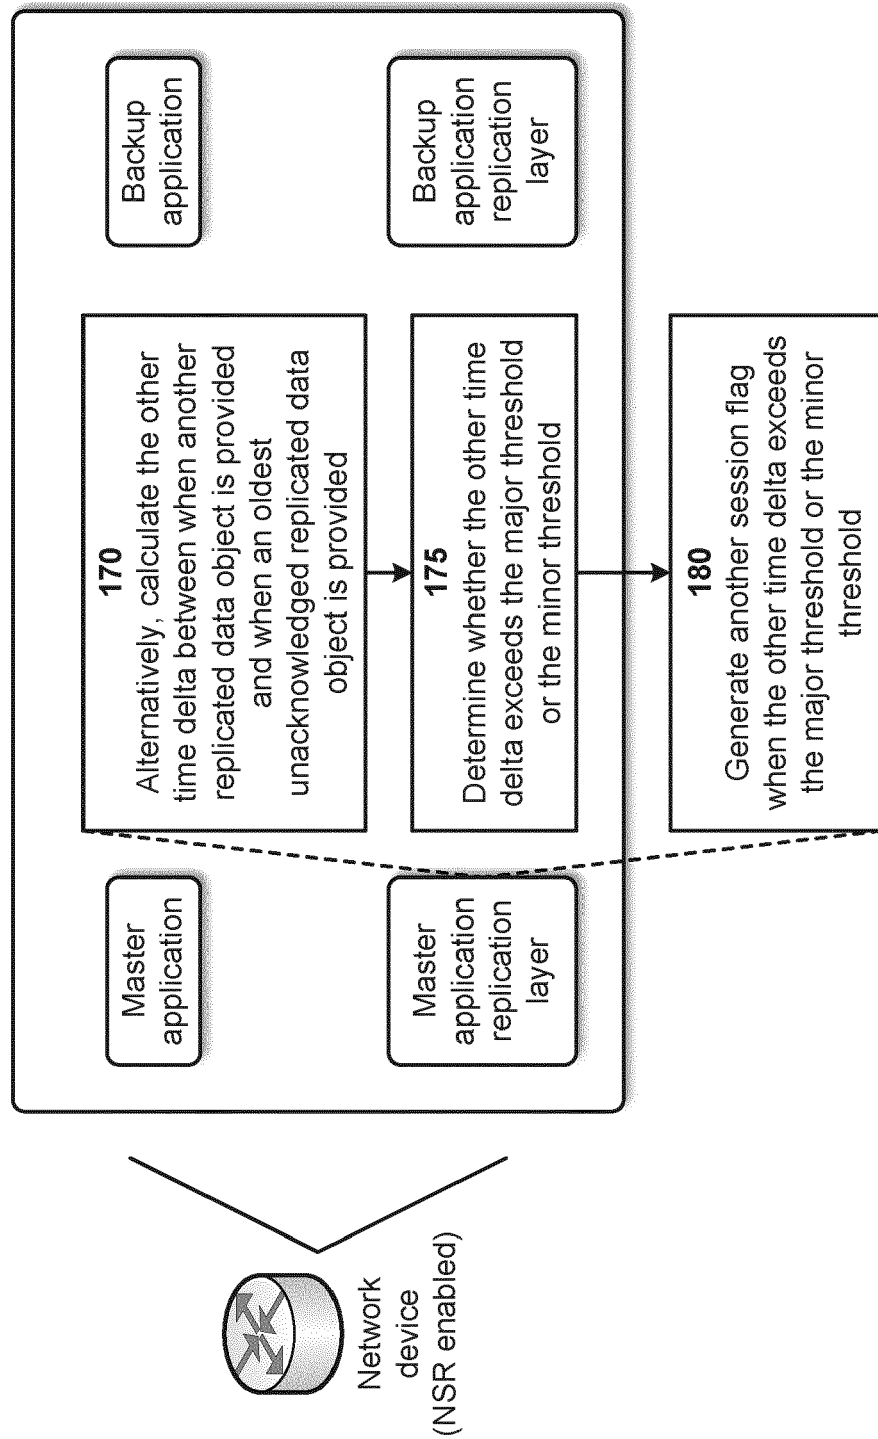 Network
device
(NSR enabled)
Master
application
Master
application
replication
layer
170
Alternatively, calculate the other
time delta between when another
replicated data object is provided
and when an oldest
unacknowledged replicated data
object is provided
175
Determine whether the other time
delta exceeds the major threshold
or the minor threshold
180
Generate another session flag
when the other time delta exceeds
the major threshold or the minor
threshold
Backup
application
Backup
application
replication
layer